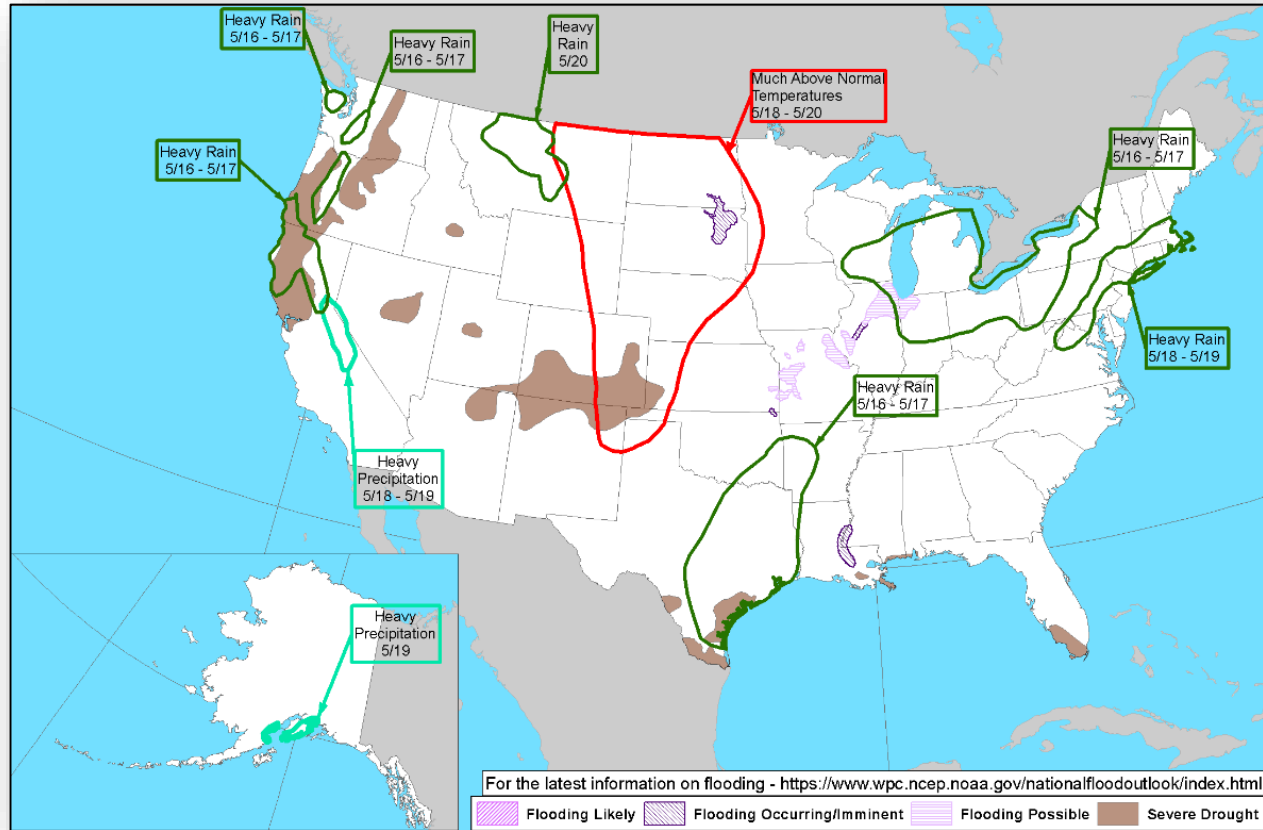 Heavy Rain
5/16 - 5/17
Heavy Rain
5/16 - 5/17
Heavy
Rain
5/20
Much Above Normal
Temperatures
5/18 - 5/20
Heavy Rain
5/16 - 5/17
Heavy Rain
5/16 - 5/17
Heavy Rain
5/18 - 5/19
Heavy Rain
5/16 - 5/17
Heavy
Precipitation
5/18 - 5/19
Heavy
Precipitation
5/19
For the latest information on flooding - https://www.wpc.ncep.noaa.gov/nationalfloodoutlook/index.html
Flooding Likely
Flooding Occurring/Imminent
Flooding Possible
Severe Drought